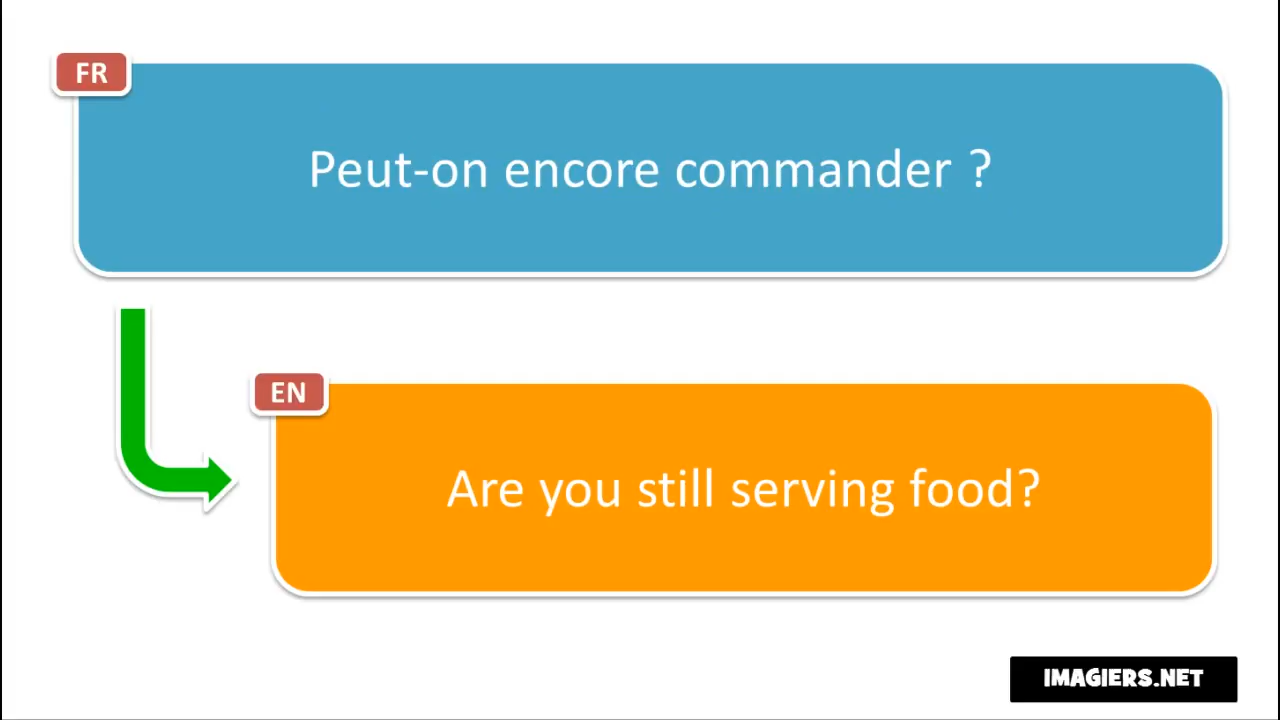 FR
Peut-on encore commander ?
EN
Are you still serving food?
IMAGIERS.NET